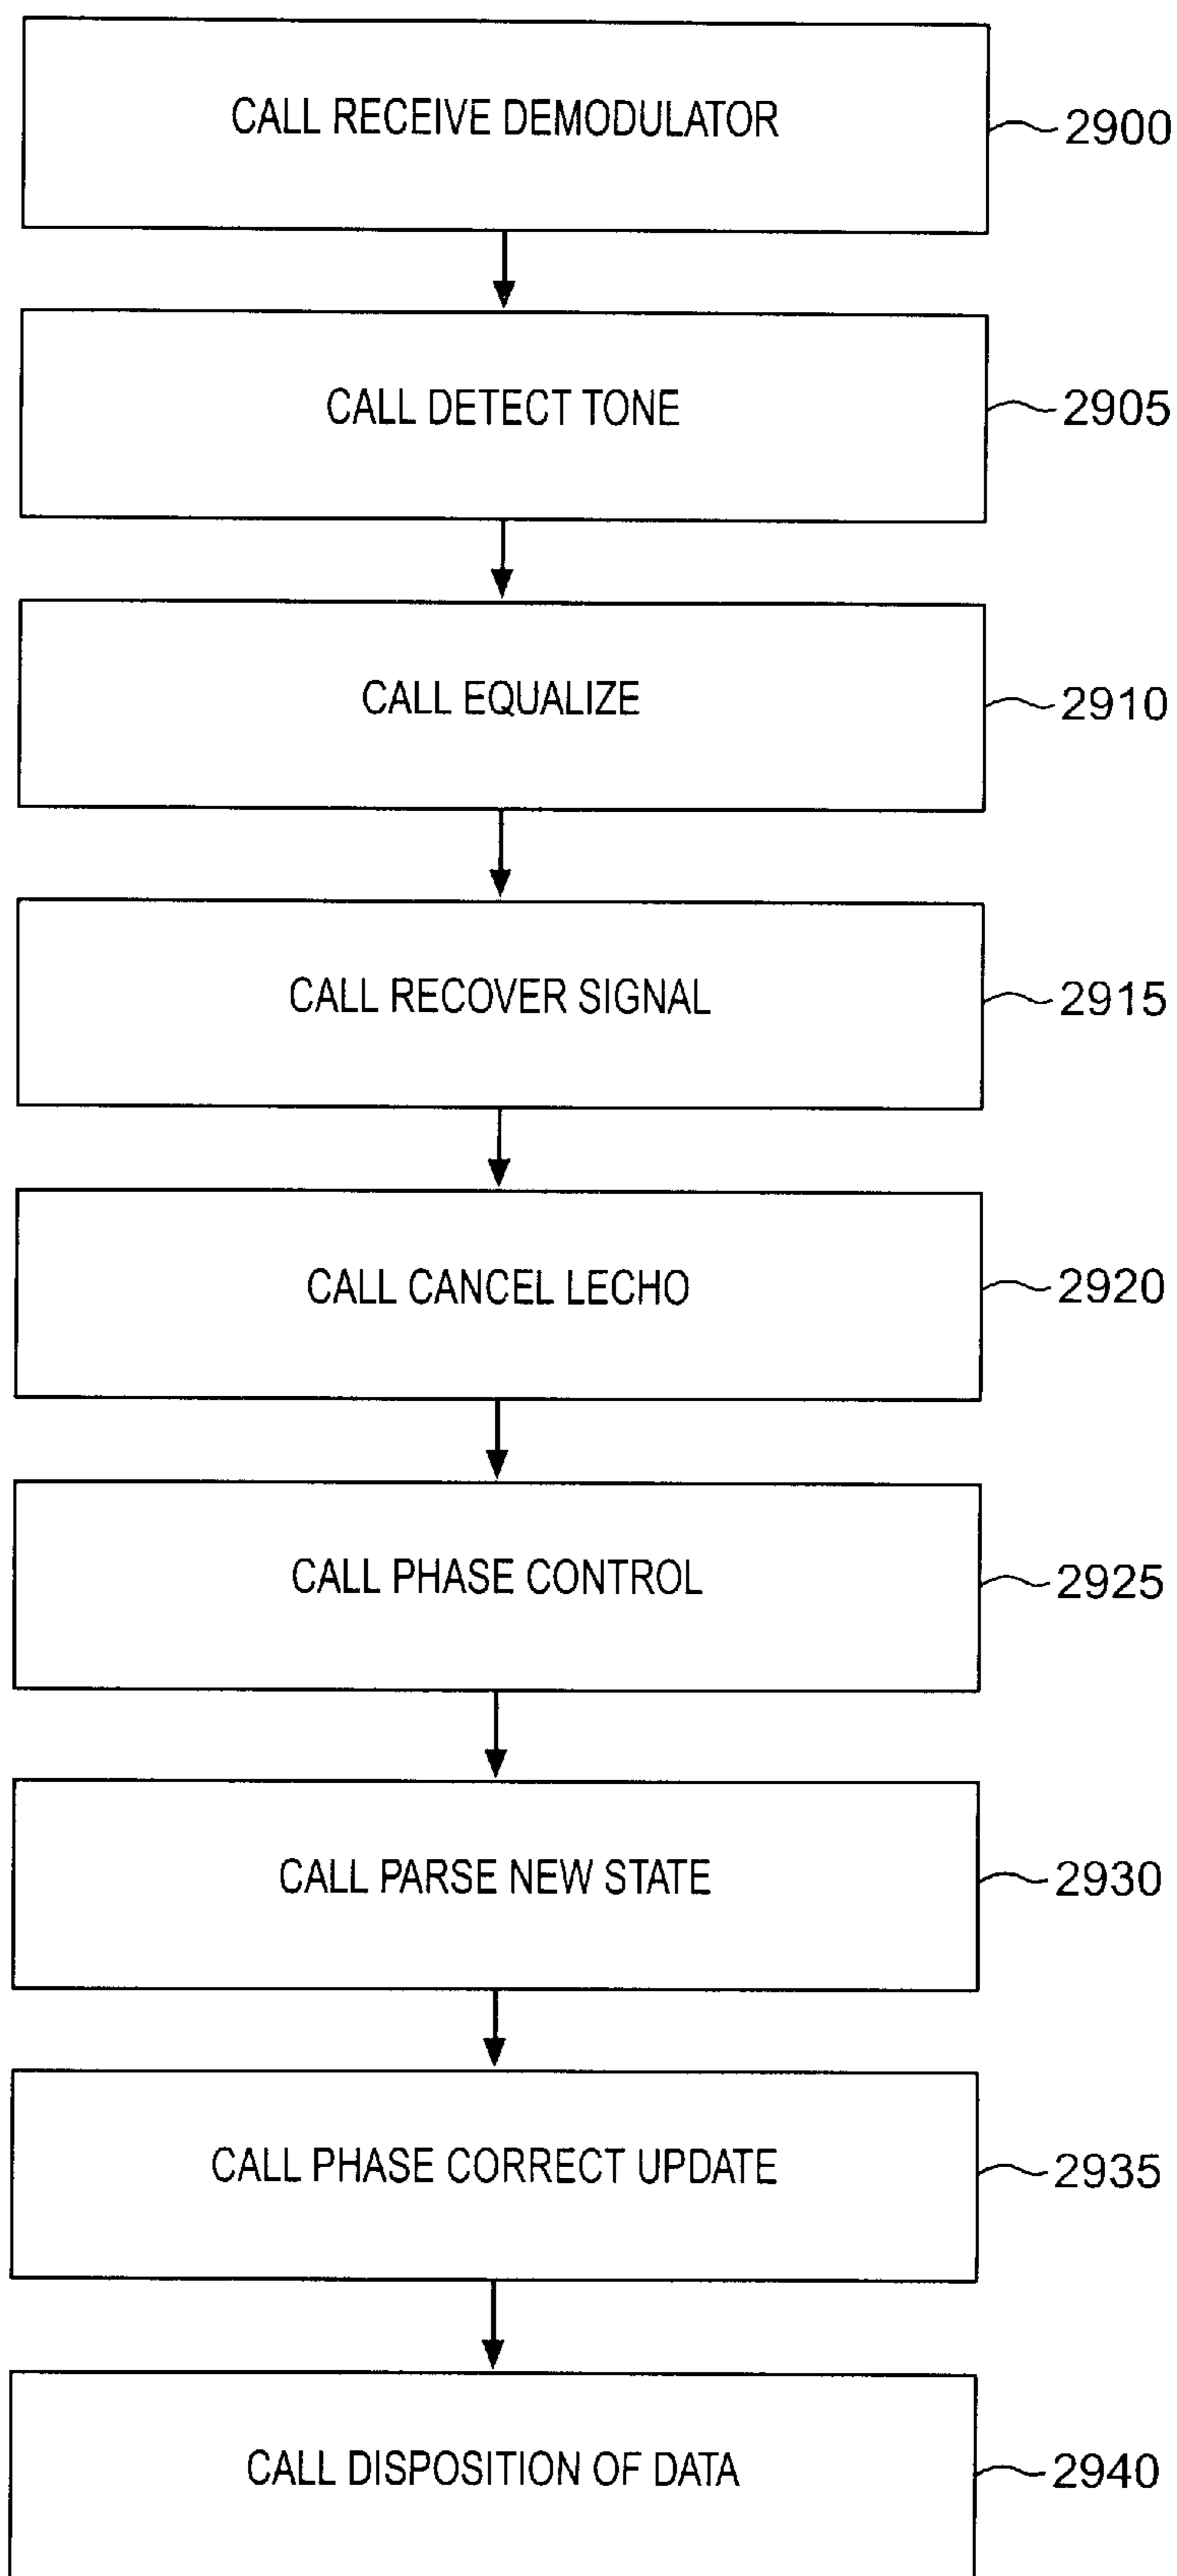 CALL RECEIVE DEMODULATOR
2900
CALL DETECT TONE
2905
CALL EQUALIZE
2910
CALL RECOVER SIGNAL
2915
CALL CANCEL LECHO
2920
CALL PHASE CONTROL
2925
CALL PARSE NEW STATE
2930
CALL PHASE CORRECT UPDATE
2935
CALL DISPOSITION OF DATA
2940